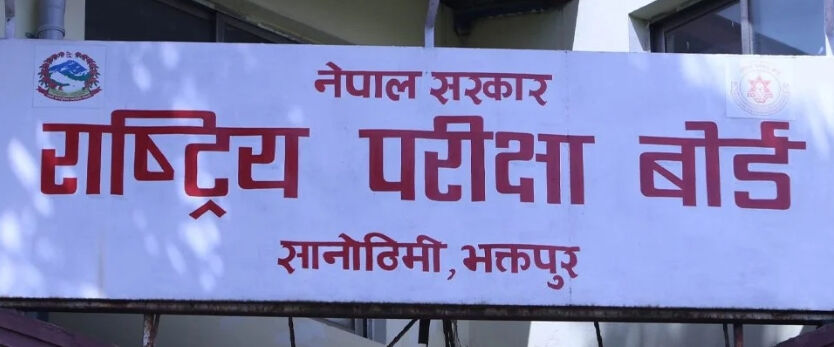 नेपाल सरकार
राष्ट्रिय परीक्षा बोर्ड
सानोठिमी, भक्तपुर